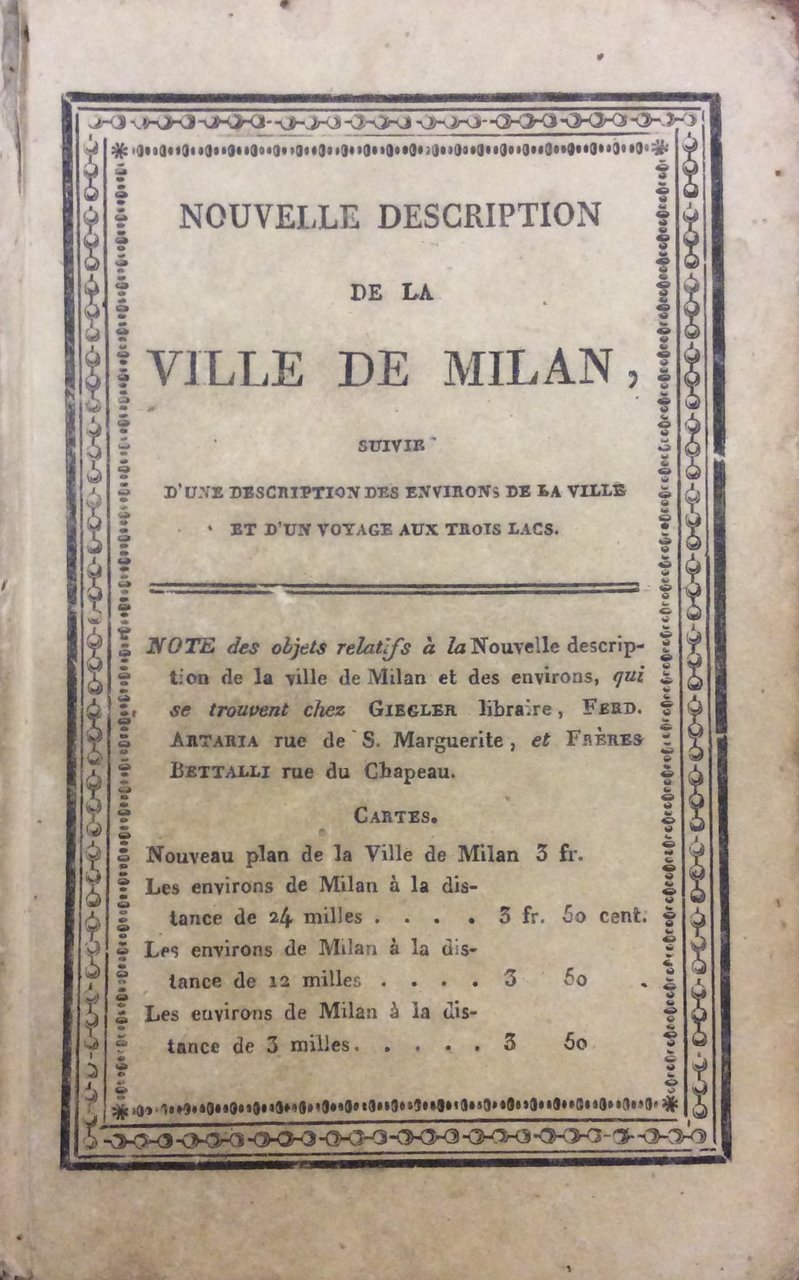 NOUVELLE DESCRIPTION
DE LA
VILLE DE MILAN,
SUIVIE
D'UNE DESCRIPTION DES ENVIRONS DE LA VILLE
ET D'UN VOYAGE AUX TROIS LACS.
NOTE des objets relatifs à la Nouvelle descrip-
tion de la ville de Milan et des environs, qui
se trouvent chez GIEGLER libraire, FERD.
ARTARIA rue de S. Marguerite, et FRÈRES
BETTALLI rue du Chapeau.
CARTES.
Nouveau plan de la Ville de Milan 3 fr.
Les environs de Milan à la dis-
tance de 24 milles . . . . 3 fr. 50 cent.
Les environs de Milan à la dis-
tance de 12 milles . . . . 3 50
Les environs de Milan à la dis-
tance de 3 milles. . . . . 3 50